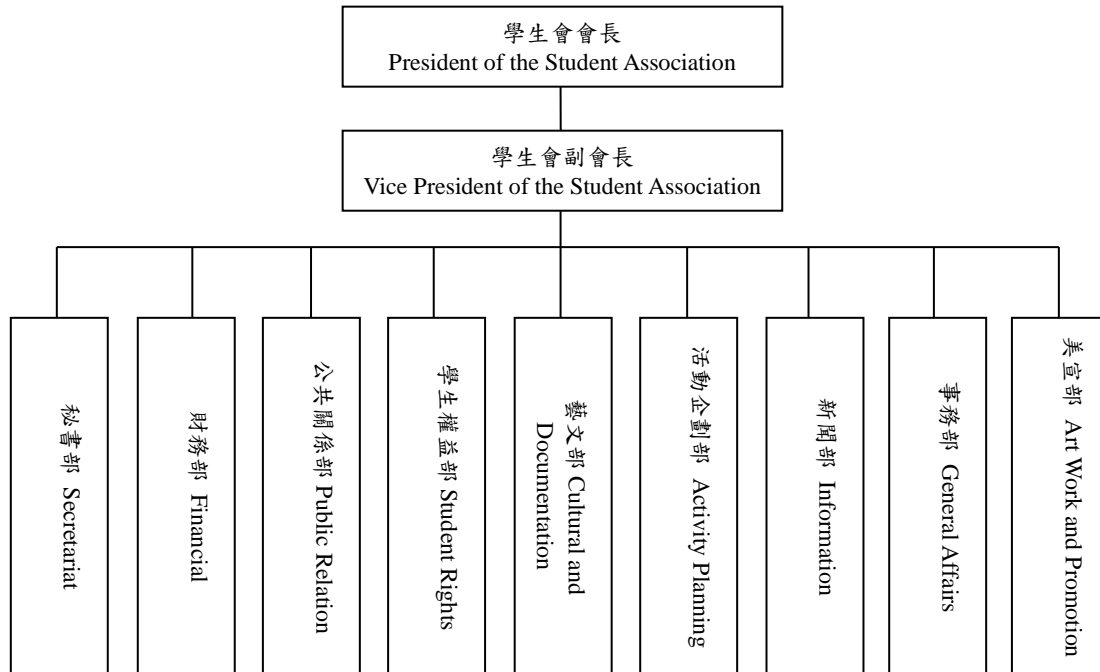 學生會會長
President of the Student Association
學生會副會長
Vice President of the Student Association
秘書部 Secretariat
財務部 Financial
公共關係部 Public Relation
學生權益部 Student Rights
藝文部 Cultural and
Documentation
活動企劃部 Activity Planning
新聞部 Information
事務部 General Affairs
美宣部 Art Work and Promotion